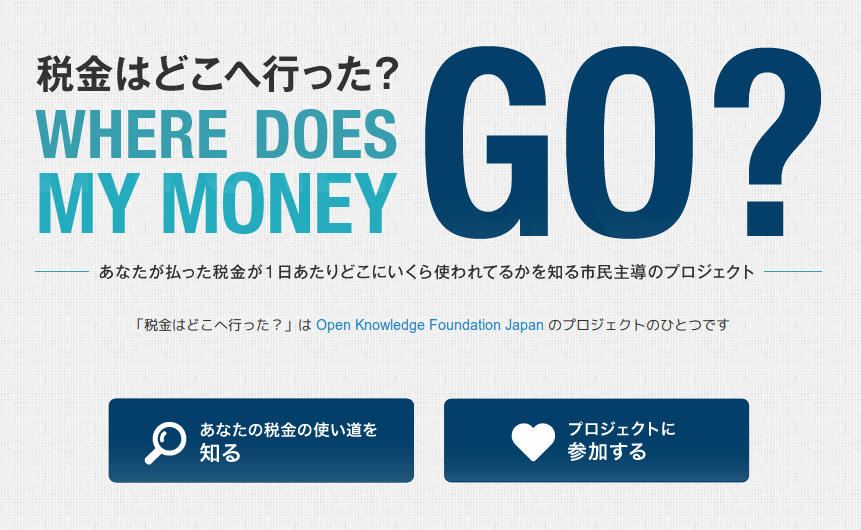 税金はどこへ行った?
WHERE DOES
MY MONEY
GO?
あなたが払った税金が1日あたりどこにいくら使われてるかを知る市民主導のプロジェクト
「税金はどこへ行った？」は Open Knowledge Foundation Japan のプロジェクトのひとつです
あなたの税金の使い道を
知る
プロジェクトに
参加する